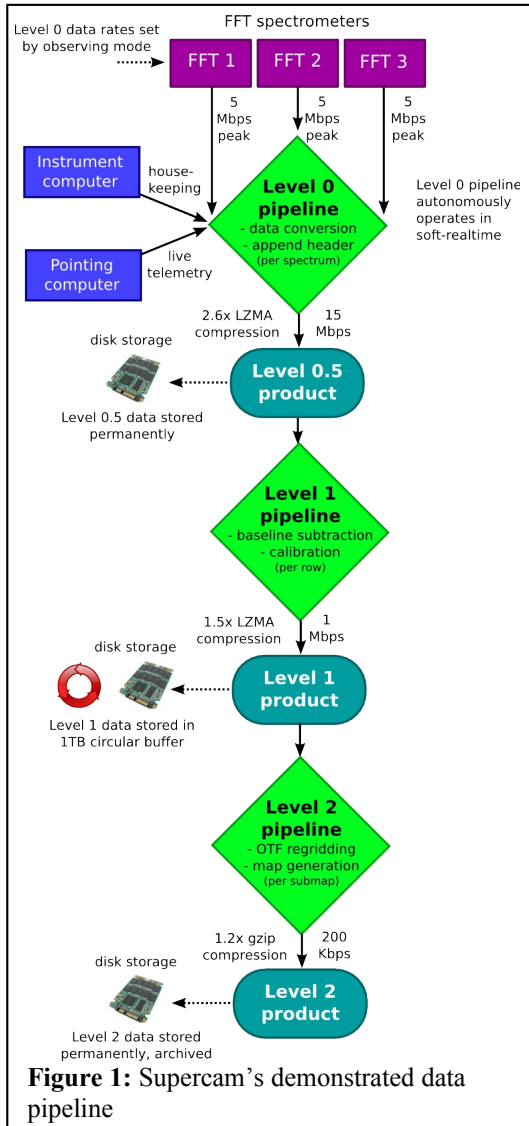 FFT spectrometers
Level 0 data rates set
by observing mode
FFT 1
FFT 2
FFT 3
5
Mbps
peak
5
Mbps
peak
5
Mbps
peak
Instrument
computer
house-
keeping
Pointing
computer
live
telemetry
Level 0
pipeline
- data conversion
- append header
(per spectrum)
Level 0 pipeline
autonomously
operates in
soft-realtime
2.6x LZMA
compression
15
Mbps
disk storage
Level 0.5
product
Level 0.5 data stored
permanently
Level 1
pipeline
- baseline subtraction
- calibration
(per row)
1.5x LZMA
compression
1
Mbps
disk storage
Level 1
product
Level 1 data stored in
1TB circular buffer
Level 2
pipeline
- OTF regridding
- map generation
(per submap)
1.2x gzip
compression
200
Kbps
disk storage
Level 2
product
Level 2 data stored
permanently, archived
Figure 1: Supercam's demonstrated data
pipeline